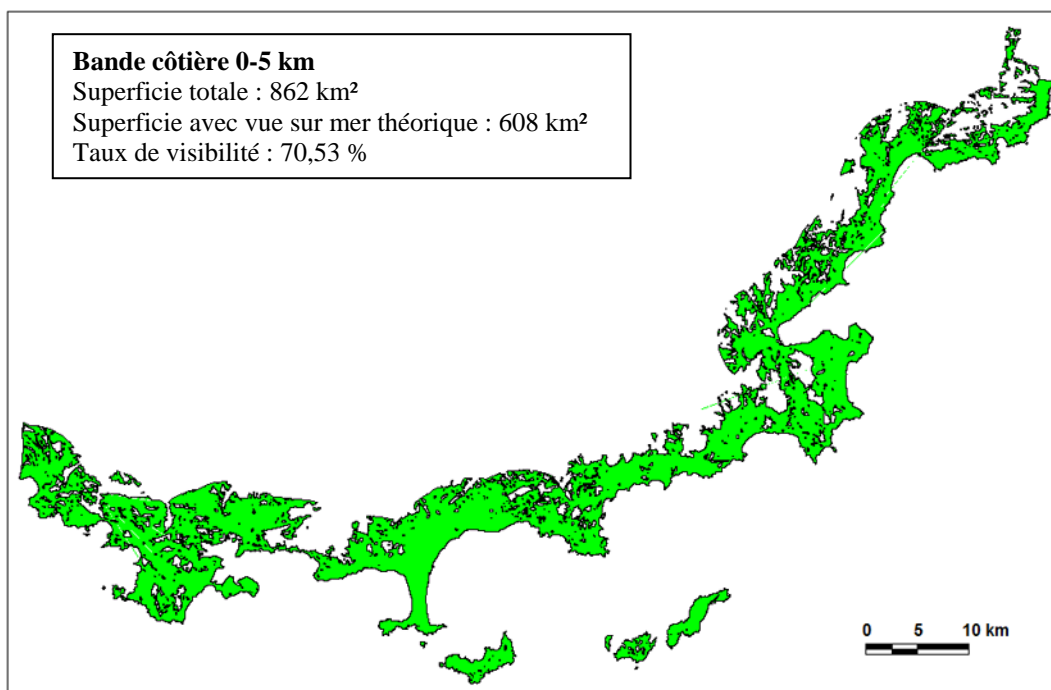 Bande côtière 0-5 km
Superficie totale : 862 km²
Superficie avec vue sur mer théorique : 608 km²
Taux de visibilité : 70,53 %
0 5 10 km